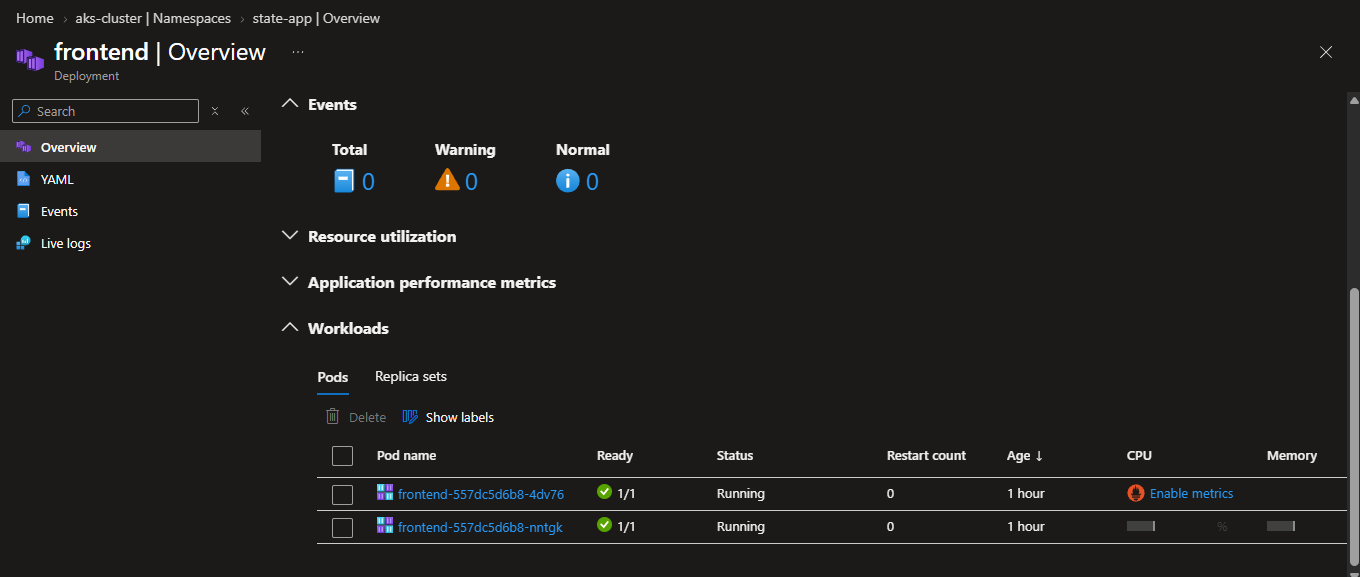 Home › aks-cluster | Namespaces › state-app | Overview
frontend | Overview ...
Deployment
Search
Overview
YAML
Events
Live logs
Events
Total Warning Normal
0 0 0
Resource utilization
Application performance metrics
Workloads
Pods Replica sets
Delete Show labels
Pod name Ready Status Restart count Age ↓ CPU Memory
frontend-557dc5d6b8-4dv76 1/1 Running 0 1 hour Enable metrics
frontend-557dc5d6b8-nntgk 1/1 Running 0 1 hour %